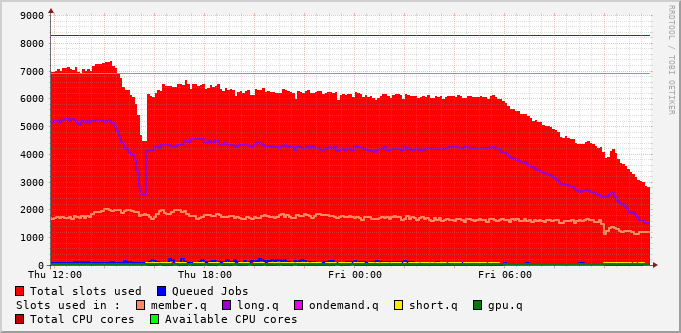 9000
8000
7000
6000
5000
4000
3000
2000
1000
0
Thu 12:00 Thu 18:00 Fri 00:00 Fri 06:00
RRDTOOL / TOBI OETIKER
Total slots used Queued Jobs
Slots used in : member.q long.q ondemand.q short.q gpu.q
Total CPU cores Available CPU cores